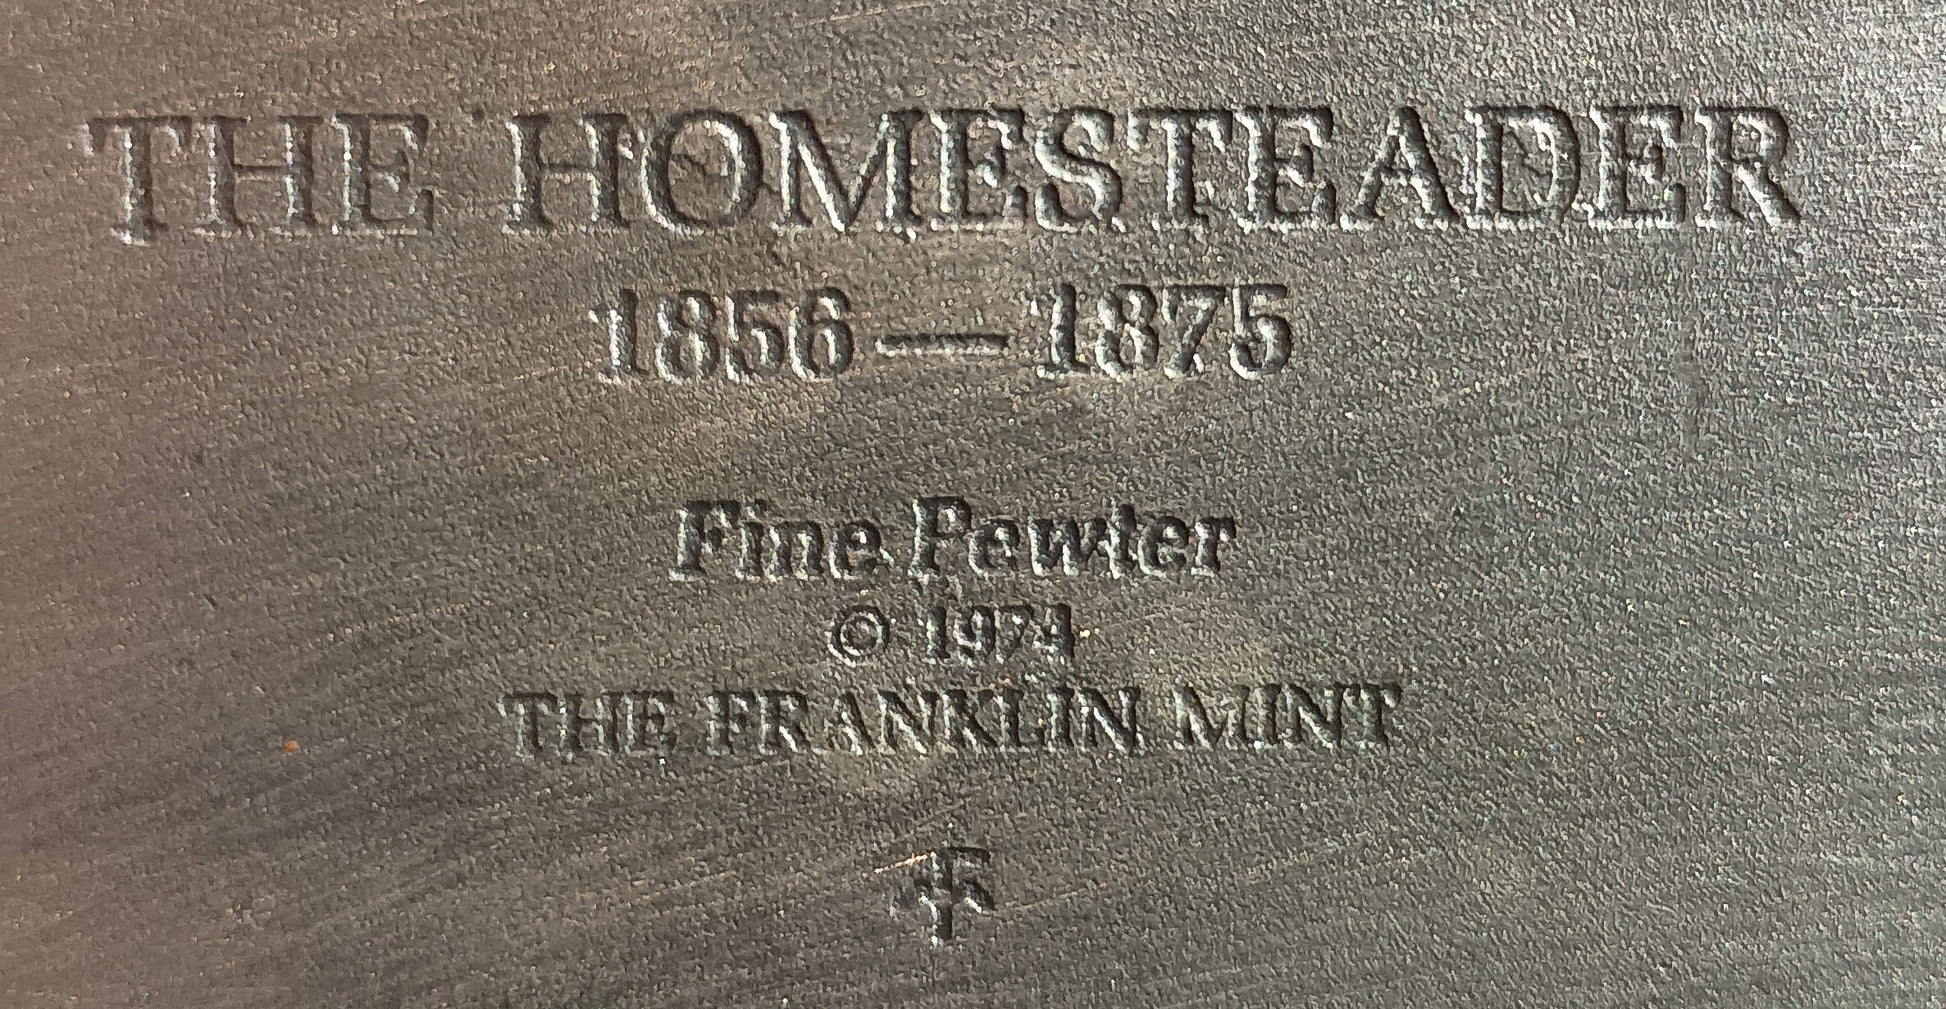 THE HOMESTEADER
1856 — 1875
Fine Pewter
© 1974
THE FRANKLIN MINT